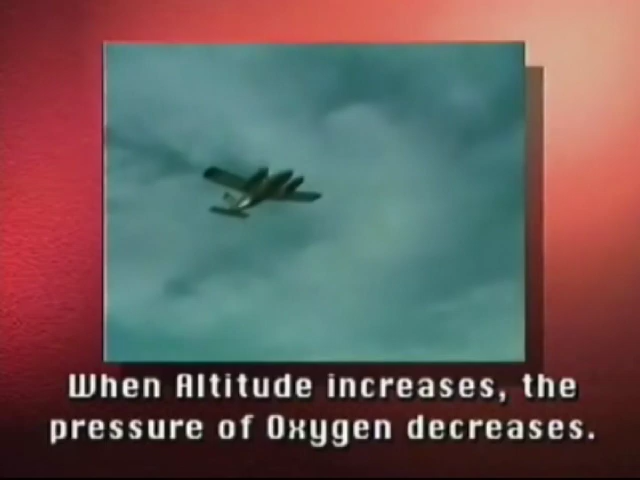 When Altitude increases, the
pressure of Oxygen decreases.